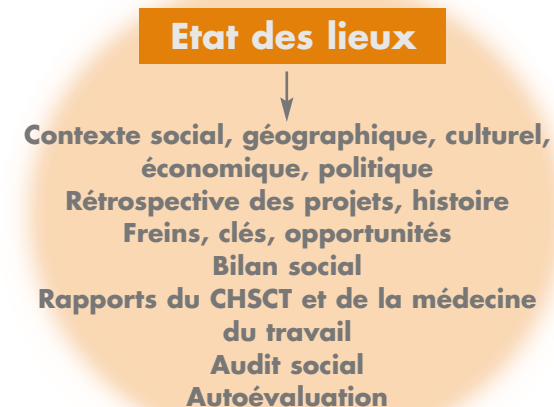 Etat des lieux
Contexte social, géographique, culturel,
économique, politique
Rétrospective des projets, histoire
Freins, clés, opportunités
Bilan social
Rapports du CHSCT et de la médecine
du travail
Audit social
Autoévaluation